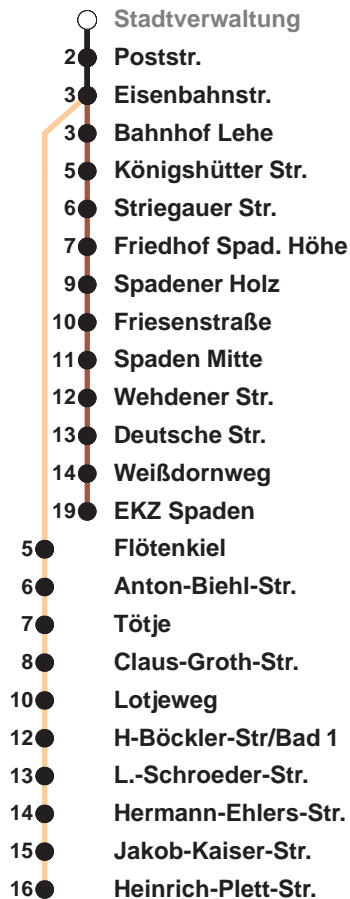 Stadtverwaltung
2 Poststr.
3 Eisenbahnstr.
3 Bahnhof Lehe
5 Königshütter Str.
6 Striegauer Str.
7 Friedhof Spad. Höhe
9 Spadener Holz
10 Friesenstraße
11 Spaden Mitte
12 Wehdener Str.
13 Deutsche Str.
14 Weißdornweg
19 EKZ Spaden
5 Flötenkiel
6 Anton-Biehl-Str.
7 Tötje
8 Claus-Groth-Str.
10 Lotjeweg
12 H-Böckler-Str/Bad 1
13 L.-Schroeder-Str.
14 Hermann-Ehlers-Str.
15 Jakob-Kaiser-Str.
16 Heinrich-Plett-Str.